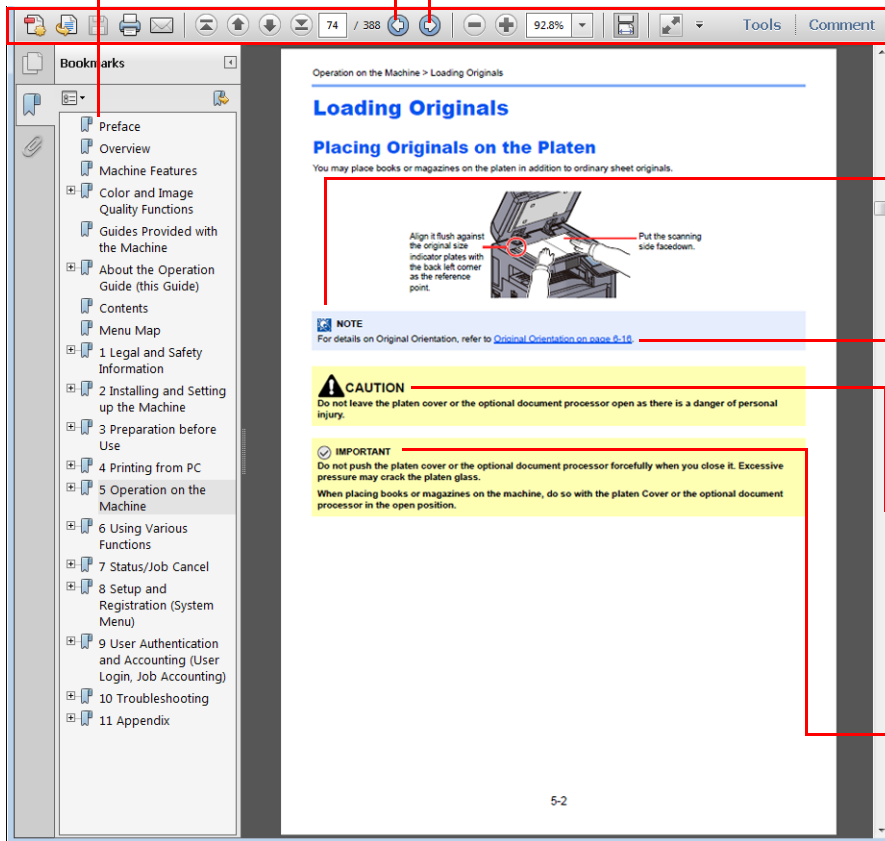 74 / 388 92.8% Tools Comment
Bookmarks
Preface
Overview
Machine Features
Color and Image
Quality Functions
Guides Provided with
the Machine
About the Operation
Guide (this Guide)
Contents
Menu Map
1 Legal and Safety
Information
2 Installing and Setting
up the Machine
3 Preparation before
Use
4 Printing from PC
5 Operation on the
Machine
6 Using Various
Functions
7 Status/Job Cancel
8 Setup and
Registration (System
Menu)
9 User Authentication
and Accounting (User
Login, Job Accounting)
10 Troubleshooting
11 Appendix
Operation on the Machine > Loading Originals
Loading Originals
Placing Originals on the Platen
You may place books or magazines on the platen in addition to ordinary sheet originals.
Align it flush against
the original size
indicator plates with
the back left corner
as the reference
point.
Put the scanning
side facedown.
NOTE
For details on Original Orientation, refer to Original Orientation on page 6-16.
CAUTION
Do not leave the platen cover or the optional document processor open as there is a danger of personal
injury.
IMPORTANT
Do not push the platen cover or the optional document processor forcefully when you close it. Excessive
pressure may crack the platen glass.
When placing books or magazines on the machine, do so with the platen Cover or the optional document
processor in the open position.
5-2